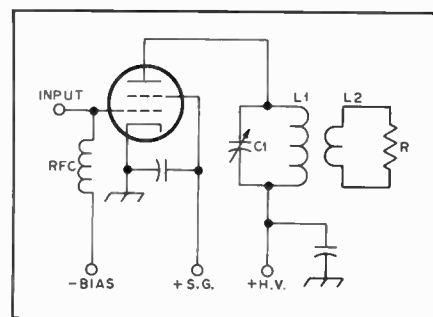 INPUT
RFC
C1
L1
L2
R
-BIAS
+S.G.
+H.V.